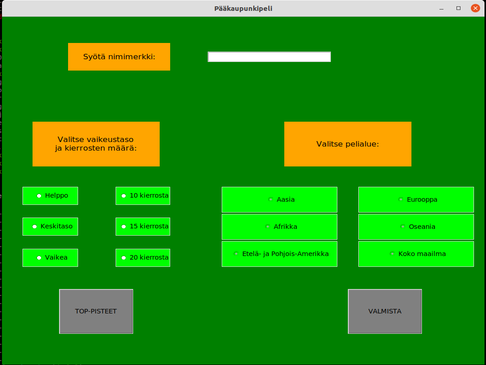 Pääkaupunkipeli
Syötä nimimerkki:
Valitse vaikeustaso
ja kierrosten määrä:
Valitse pelialue:
Helppo
10 kierrosta
Aasia
Eurooppa
Keskitaso
15 kierrosta
Afrikka
Oseania
Vaikea
20 kierrosta
Etelä- ja Pohjois-Amerikka
Koko maailma
TOP-PISTEET
VALMISTA